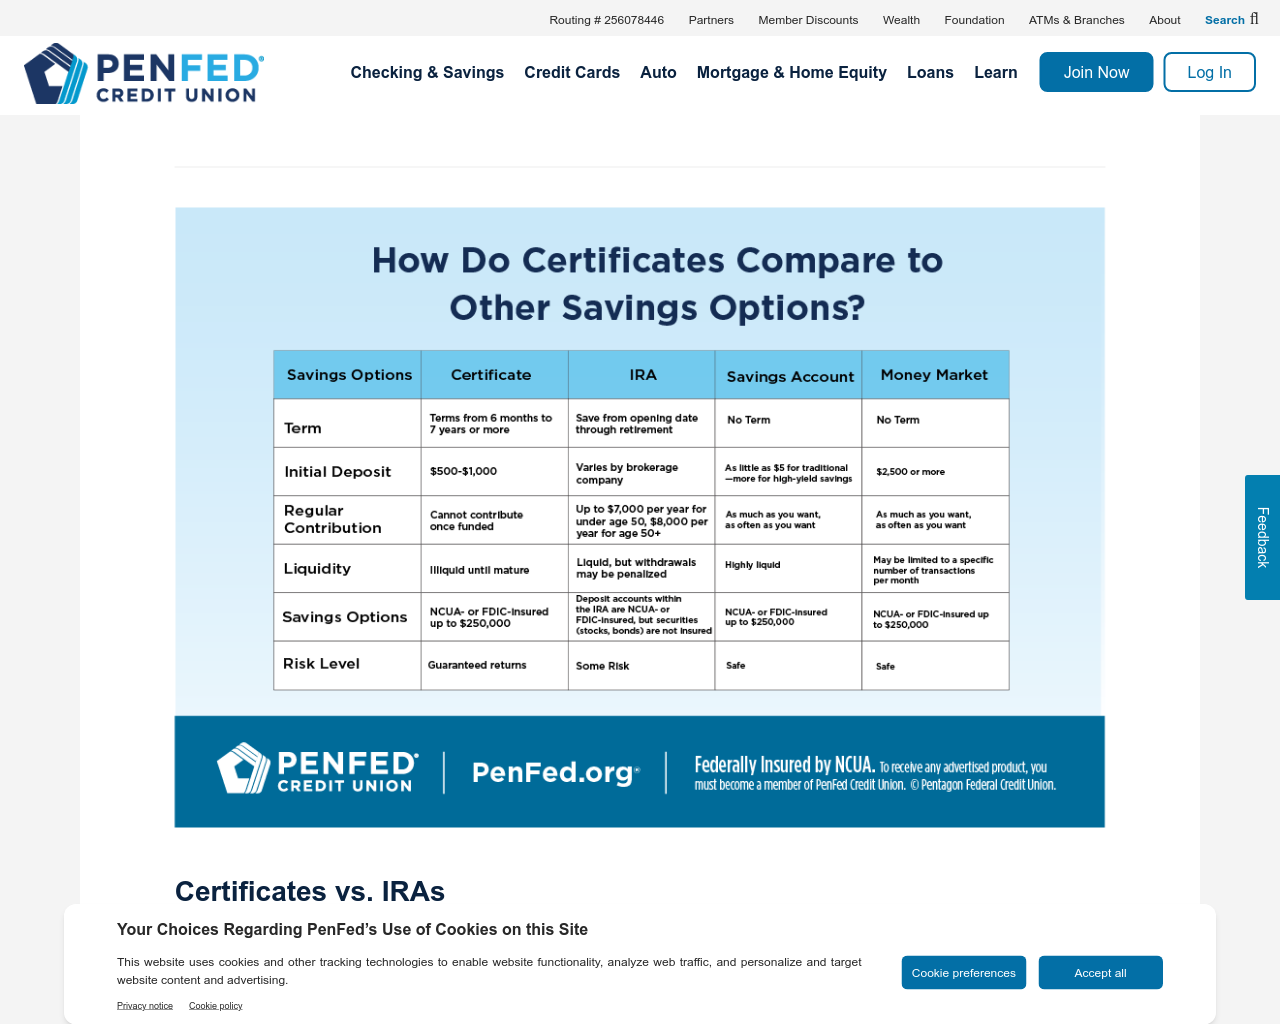 Routing # 256078446 Partners Member Discounts Wealth Foundation ATMs & Branches About Search
PENFED®
CREDIT UNION
Checking & Savings Credit Cards Auto Mortgage & Home Equity Loans Learn Join Now Log In
How Do Certificates Compare to
Other Savings Options?
Savings Options Certificate IRA Savings Account Money Market
Term
Terms from 6 months to
7 years or more
Save from opening date
through retirement
No Term
No Term
Initial Deposit
$500-$1,000
Varies by brokerage
company
As little as $5 for traditional
—more for high-yield savings
$2,500 or more
Regular
Contribution
Cannot contribute
once funded
Up to $7,000 per year for
under age 50, $8,000 per
year for age 50+
As much as you want,
as often as you want
As much as you want,
as often as you want
Liquidity
Illiquid until mature
Liquid, but withdrawals
may be penalized
Highly liquid
May be limited to a specific
number of transactions
per month
Savings Options
NCUA- or FDIC-insured
up to $250,000
Deposit accounts within
the IRA are NCUA- or
FDIC-insured, but securities
(stocks, bonds) are not insured
NCUA- or FDIC-insured
up to $250,000
NCUA- or FDIC-insured up
to $250,000
Risk Level
Guaranteed returns
Some Risk
Safe
Safe
PENFED®
CREDIT UNION
PenFed.org®
Federally Insured by NCUA. To receive any advertised product, you
must become a member of PenFed Credit Union. © Pentagon Federal Credit Union.
Feedback
Certificates vs. IRAs
Your Choices Regarding PenFed’s Use of Cookies on this Site
This website uses cookies and other tracking technologies to enable website functionality, analyze web traffic, and personalize and target
website content and advertising.
Privacy notice Cookie policy
Cookie preferences Accept all